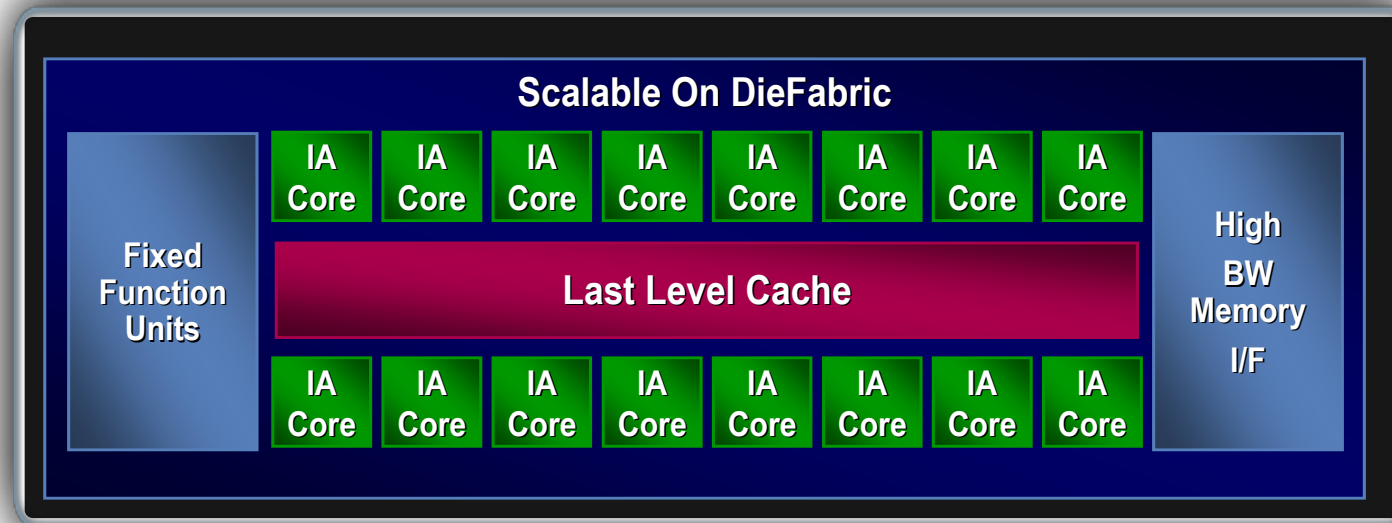 Scalable On DieFabric
IA IA IA IA IA IA IA IA
Core Core Core Core Core Core Core Core
Fixed
Function
Units
Last Level Cache
High
BW
Memory
I/F
IA IA IA IA IA IA IA IA
Core Core Core Core Core Core Core Core